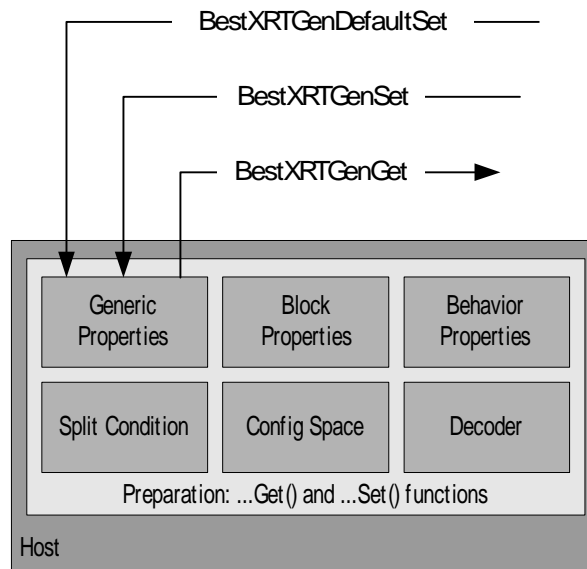 BestXRTGenDefaultSet
BestXRTGenSet
BestXRTGenGet
Generic
Properties
Block
Properties
Behavior
Properties
Split Condition
Config Space
Decoder
Preparation: ...Get() and ...Set() functions
Host